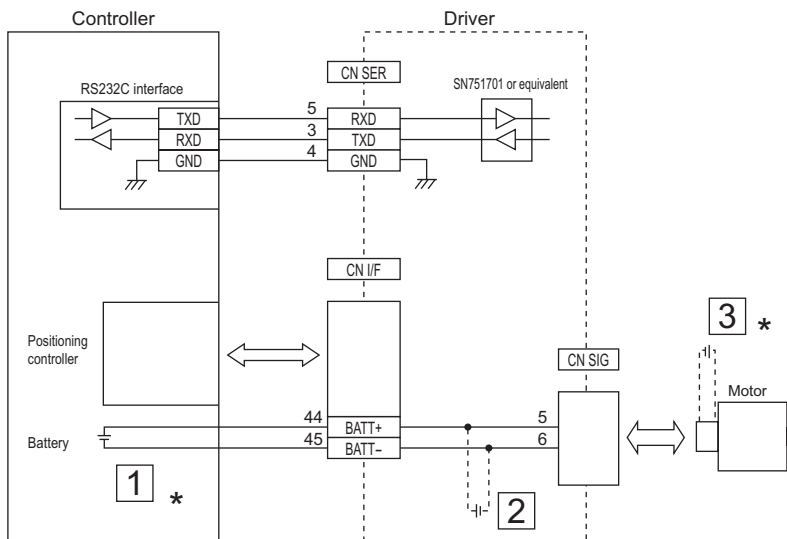 Controller
Driver
CN SER
RS232C interface
SN751701 or equivalent
TXD
5
RXD
RXD
3
TXD
GND
4
GND
CN I/F
Positioning
controller
CN SIG
3 *
Motor
Battery
44
BATT+
5
45
BATT−
6
1 *
2